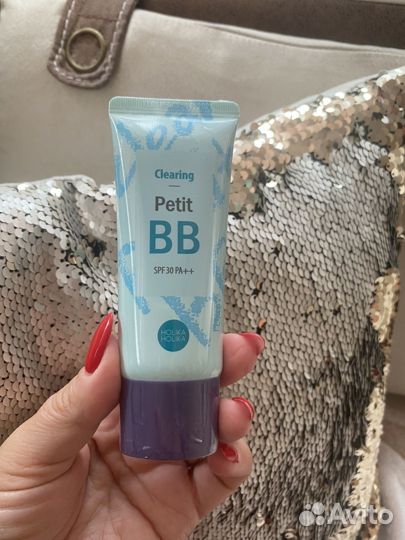 Clearing
Petit
BB
SPF30 PA++
HOLIKA
HOLIKA
Avito